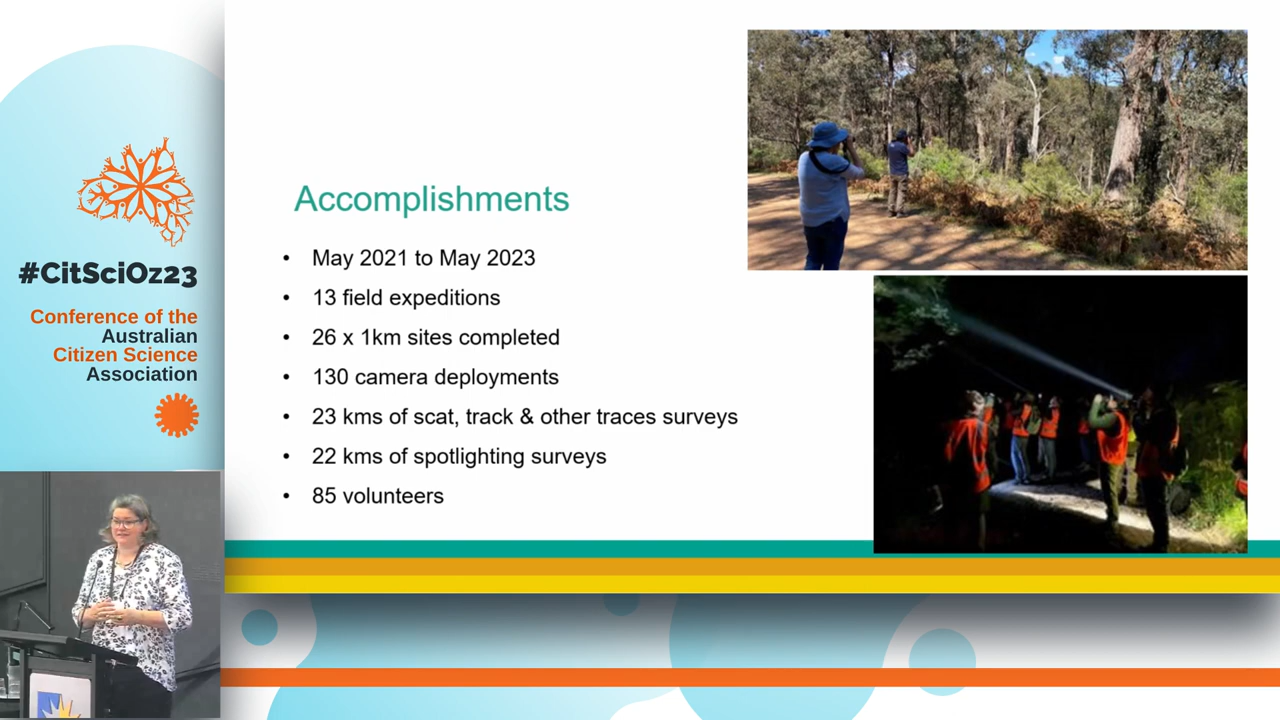 #CitSciOz23
Conference of the
Australian
Citizen Science
Association
Accomplishments
• May 2021 to May 2023
• 13 field expeditions
• 26 x 1km sites completed
• 130 camera deployments
• 23 kms of scat, track & other traces surveys
• 22 kms of spotlighting surveys
• 85 volunteers